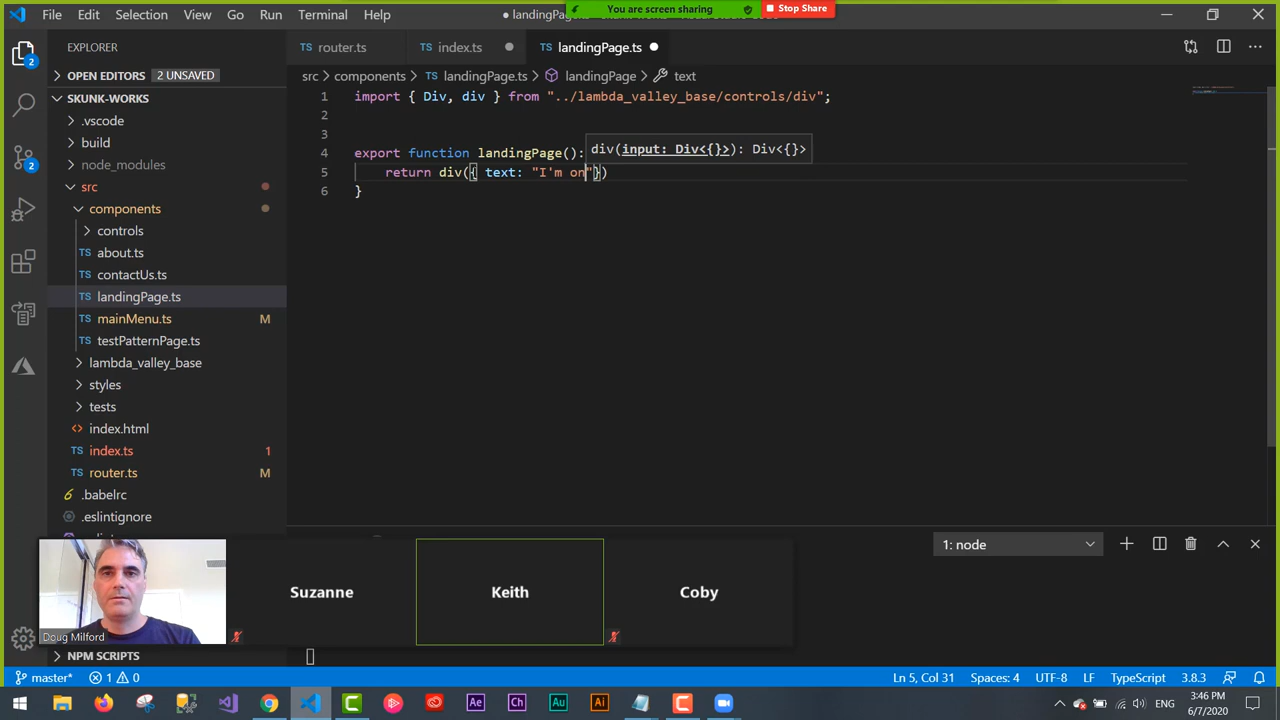 File Edit Selection View Go Run Terminal Help
landingPage.ts
You are screen sharing
Stop Share
EXPLORER
router.ts
index.ts
landingPage.ts
OPEN EDITORS 2 UNSAVED
src > components > TS landingPage.ts > landingPage > text
SKUNK-WORKS
1 import { Div, div } from "../lambda_valley_base/controls/div";
2
3
4 export function landingPage():
div(input: Div<{}>): Div<{}>
5 return div({ text: "I'm on"})
6 }
.vscode
build
node_modules
src
components
controls
TS about.ts
TS contactUs.ts
TS landingPage.ts
TS mainMenu.ts M
TS testPatternPage.ts
lambda_valley_base
styles
tests
index.html
TS index.ts 1
TS router.ts M
.babelrc
.eslintignore
1: node
Doug Milford
Suzanne
Keith
Coby
NPM SCRIPTS
2
2
master* 1 0
Ln 5, Col 31 Spaces: 4 UTF-8 LF TypeScript 3.8.3
Ae Ch Au Ai
ENG
3:46 PM
6/7/2020